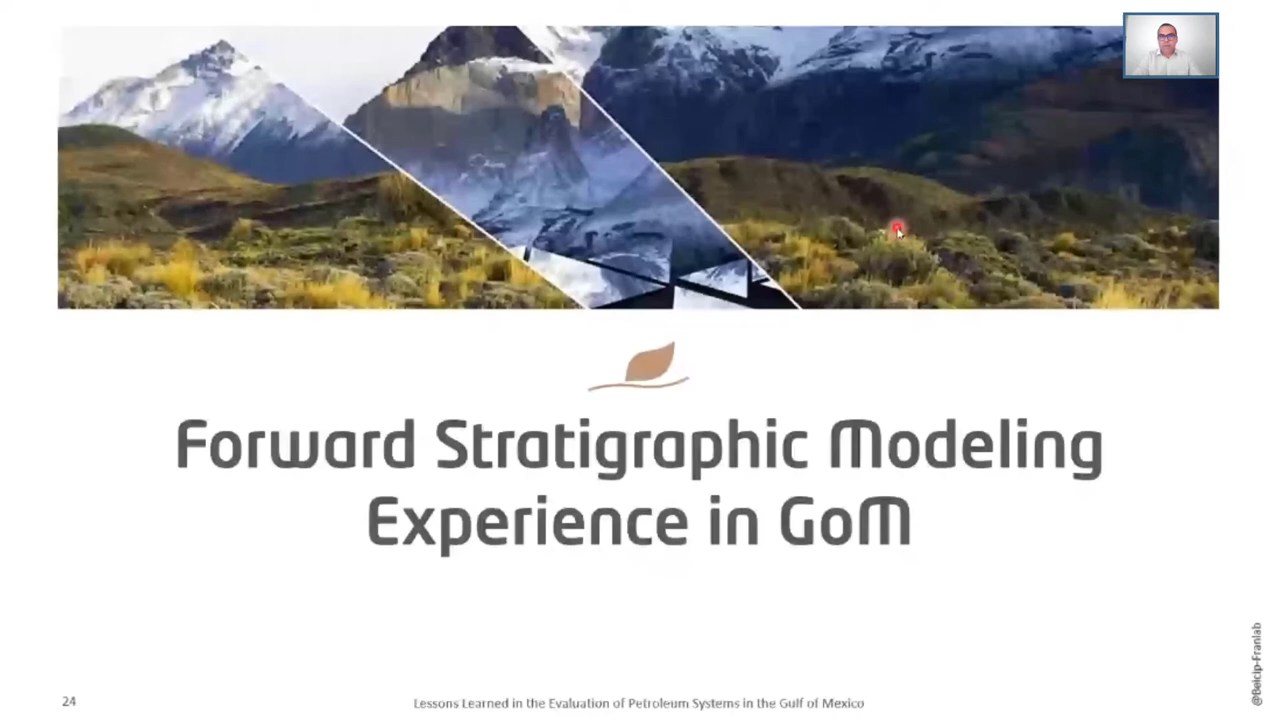 Forward Stratigraphic Modeling
Experience in GoM
24
Lessons Learned in the Evaluation of Petroleum Systems in the Gulf of Mexico
@Beicip-Franlab